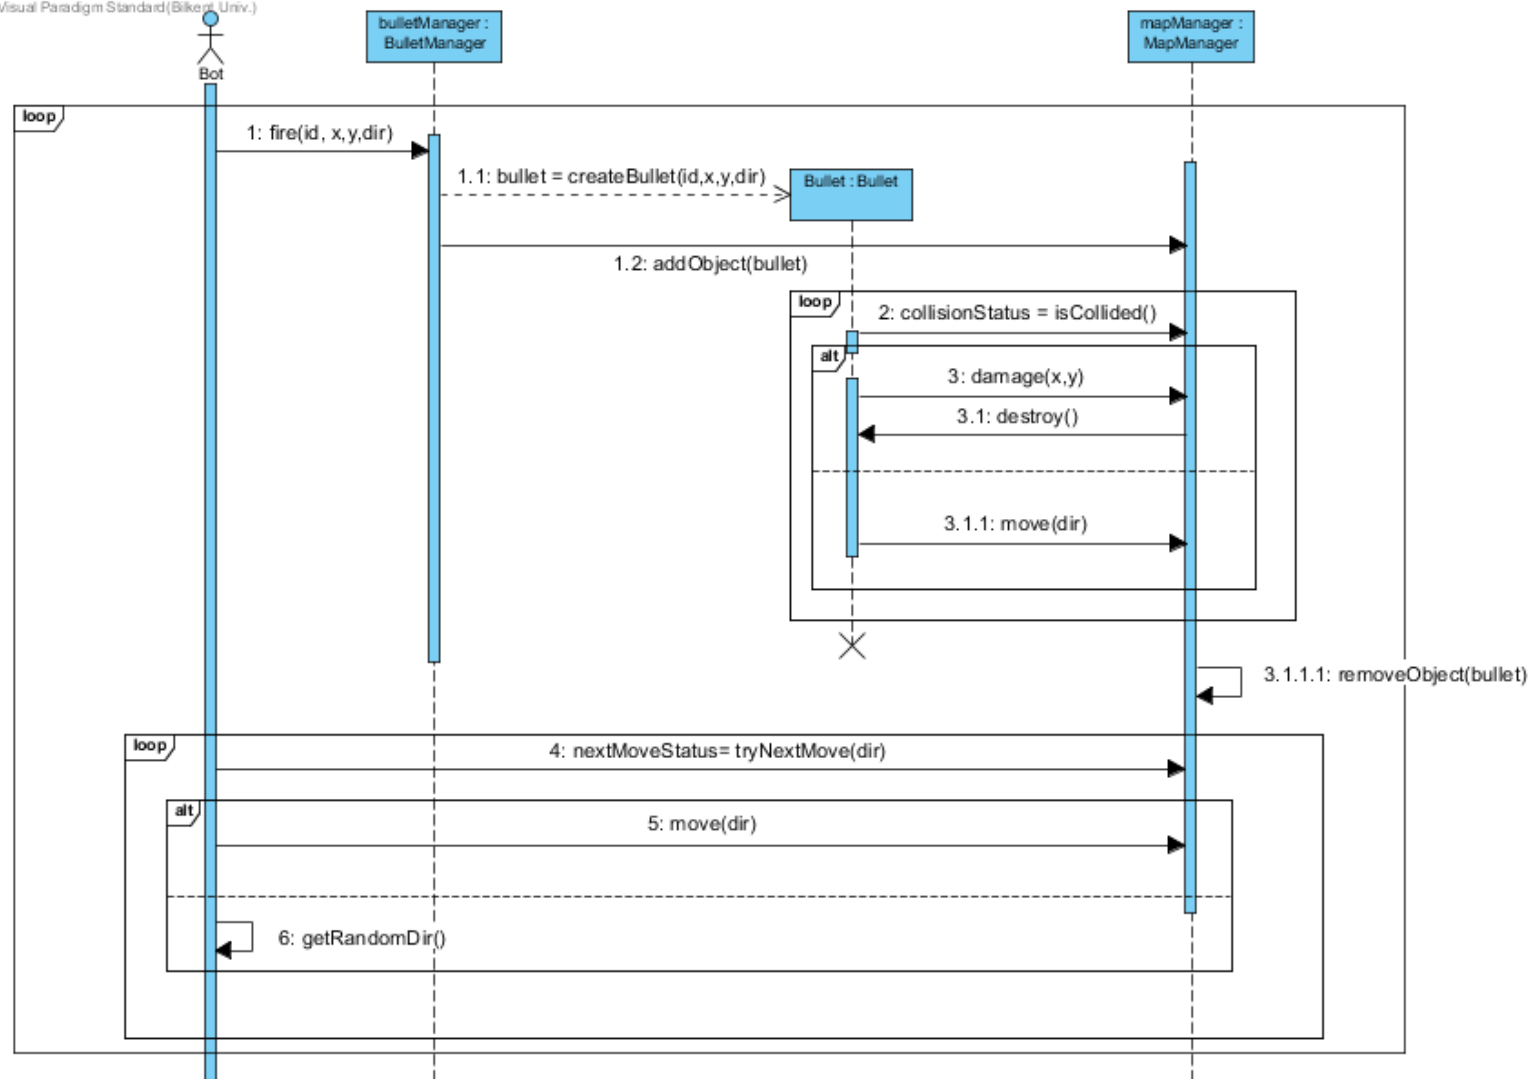 Visual Paradigm Standard(Bilkent Univ.)
bulletManager :
BulletManager
mapManager :
MapManager
Bot
loop
1: fire(id, x,y,dir)
1.1: bullet = createBullet(id,x,y,dir)
Bullet : Bullet
1.2: addObject(bullet)
loop
2: collisionStatus = isCollided()
alt
3: damage(x,y)
3.1: destroy()
3.1.1: move(dir)
3.1.1.1: removeObject(bullet)
loop
4: nextMoveStatus= tryNextMove(dir)
alt
5: move(dir)
6: getRandomDir()